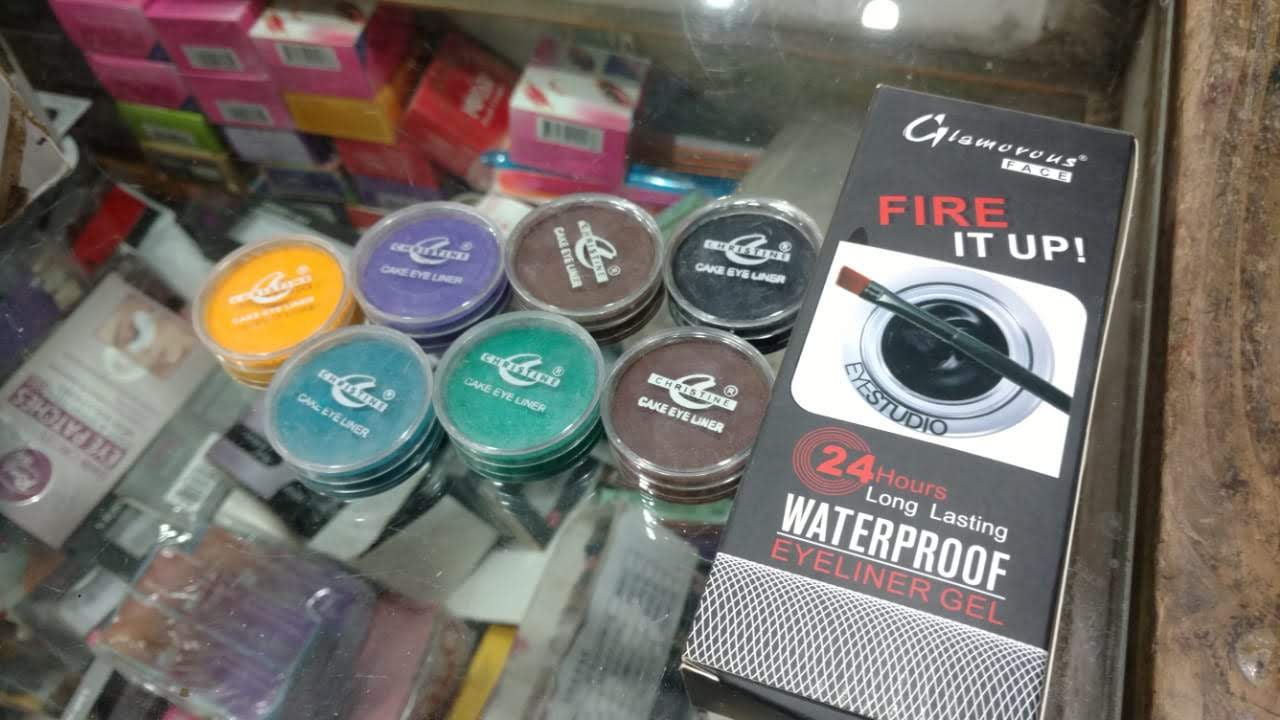 CHRISTINE®
CAKE EYE LINER
CHRISTINE®
CAKE EYE LINER
CHRISTINE®
CAKE EYE LINER
CHRISTINE®
CAKE EYE LINER
CHRISTINE®
CAKE EYE LINER
CHRISTINE®
CAKE EYE LINER
CHRISTINE®
CAKE EYE LINER
Glamorous®
FACE
FIRE
IT UP!
EYESTUDIO
24 Hours
Long Lasting
WATERPROOF
EYELINER GEL
EYE PATCHES